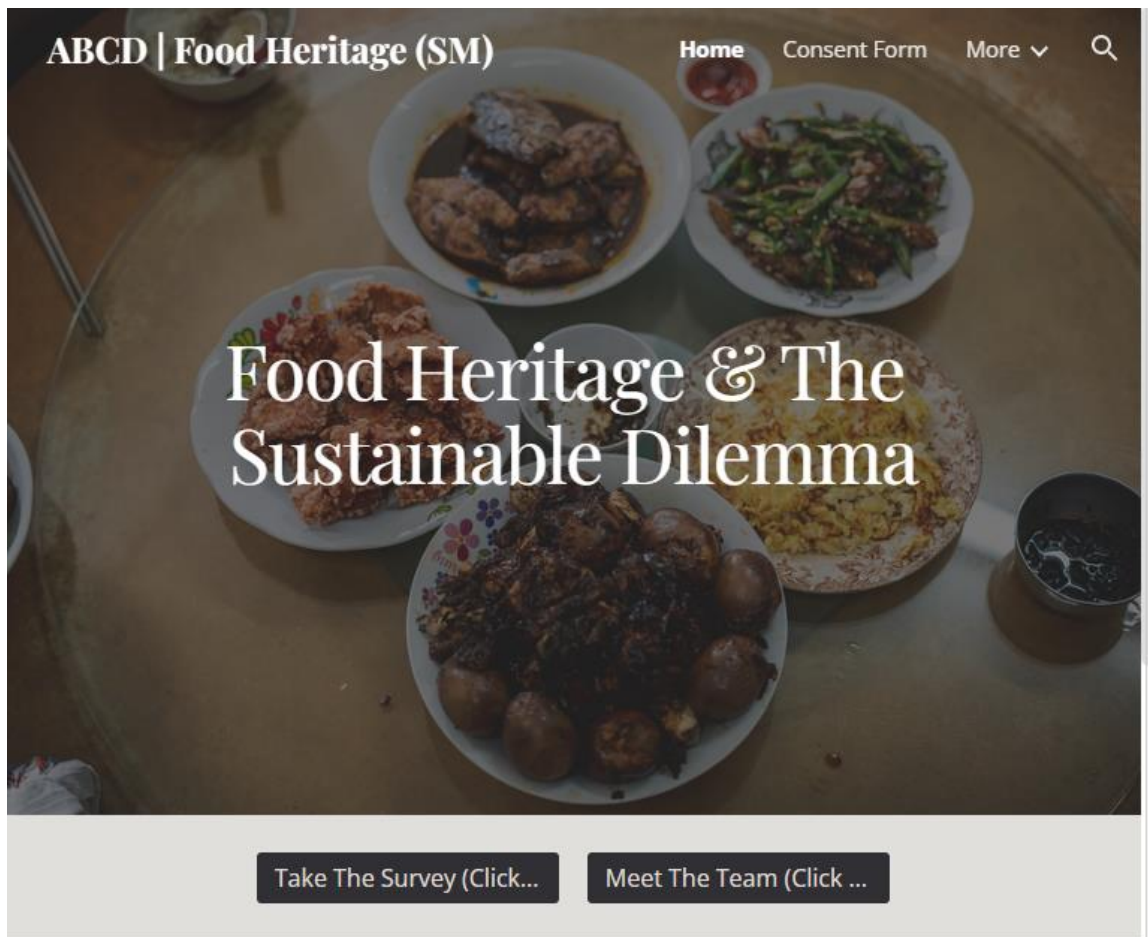 ABCD | Food Heritage (SM)
Home
Consent Form
More
Food Heritage & The
Sustainable Dilemma
Take The Survey (Click...
Meet The Team (Click ...